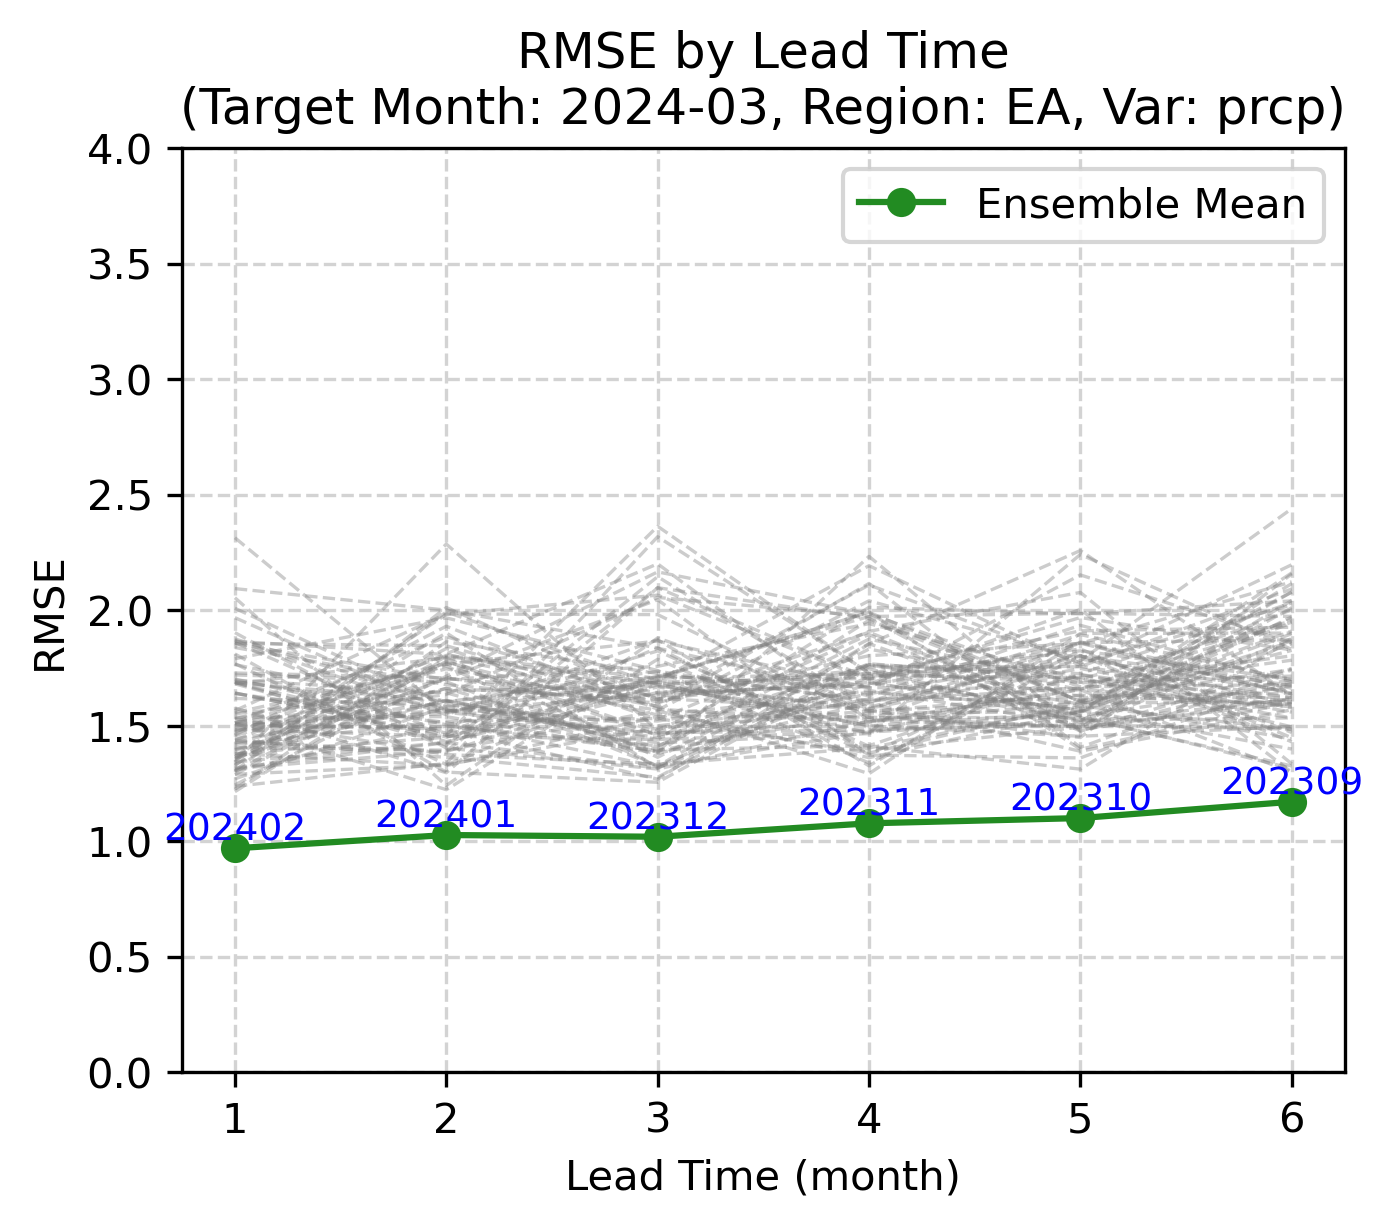 RMSE by Lead Time
(Target Month: 2024-03, Region: EA, Var: prcp)
Ensemble Mean
RMSE
4.0
3.5
3.0
2.5
2.0
1.5
1.0
0.5
0.0
202402
202401
202312
202311
202310
202309
1 2 3 4 5 6
Lead Time (month)